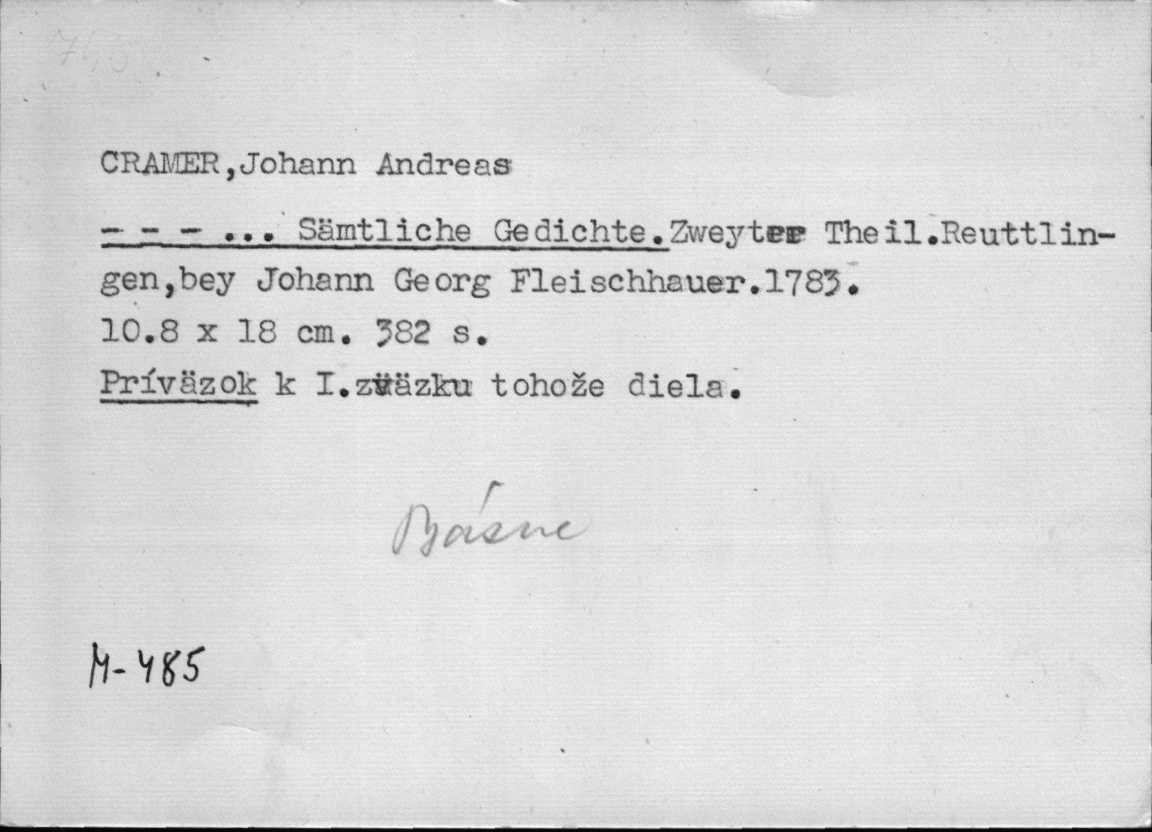 CRAMER,Johann Andreas
- - - ... Sämtliche Gedichte.Zweyter Theil.Reuttlin-
gen,bey Johann Georg Fleischhauer.1783.
10.8 x 18 cm. 382 s.
Príväzok k I.zväzku tohože diela.
Básne
M-485